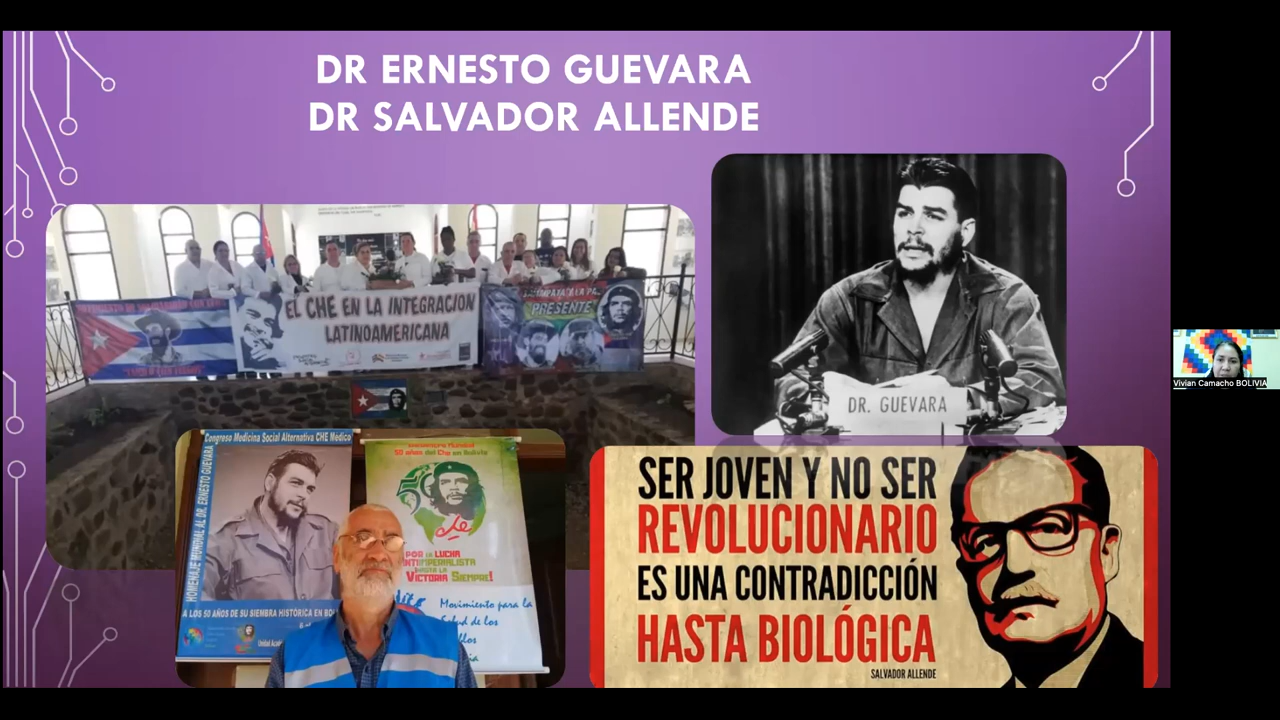 DR ERNESTO GUEVARA
DR SALVADOR ALLENDE
EL CHE EN LA INTEGRACION
LATINOAMERICANA
PRESENTE
DR. GUEVARA
Vivian Camacho BOLIVIA
Congreso Medicina Social Alternativa CHE Médico
HOMENAJE MUNDIAL AL DR. ERNESTO GUEVARA
A LOS 50 AÑOS DE SU SIEMBRA HISTÓRICA EN BOL
50 años del Che en
Che
POR LA LUCHA
ANTIIMPERIALISTA
HASTA LA
VICTORIA SIEMPRE!
Movimiento para la
Salud de los
SER JOVEN Y NO SER
REVOLUCIONARIO
ES UNA CONTRADICCIÓN
HASTA BIOLÓGICA
SALVADOR ALLENDE